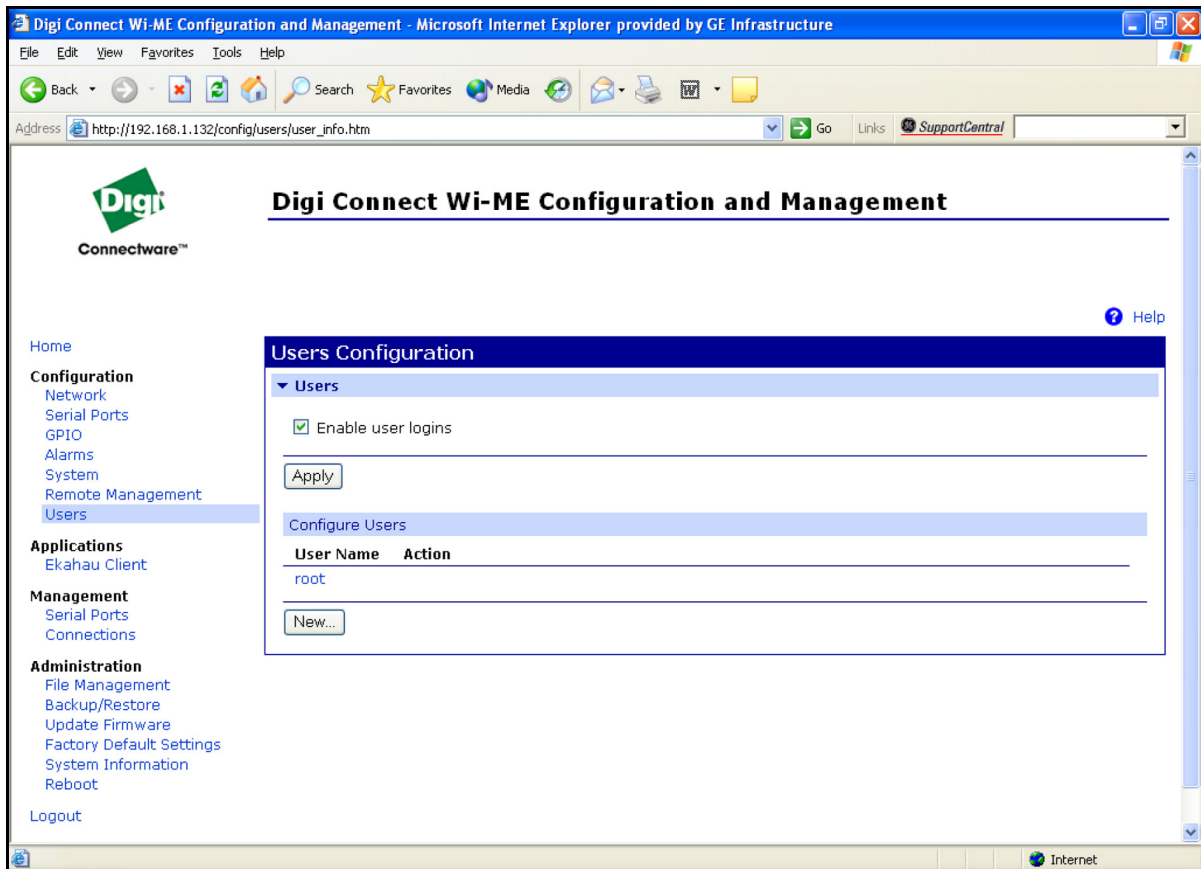 Digi Connect Wi-ME Configuration and Management - Microsoft Internet Explorer provided by GE Infrastructure
File Edit View Favorites Tools Help
Back Search Favorites Media
Address http://192.168.1.132/config/users/user_info.htm Go Links SupportCentral
Digi
Connectware™
Digi Connect Wi-ME Configuration and Management
Help
Home
Configuration
Network
Serial Ports
GPIO
Alarms
System
Remote Management
Users
Applications
Ekahau Client
Management
Serial Ports
Connections
Administration
File Management
Backup/Restore
Update Firmware
Factory Default Settings
System Information
Reboot
Logout
Users Configuration
Users
Enable user logins
Apply
Configure Users
User Name Action
root
New...
Internet